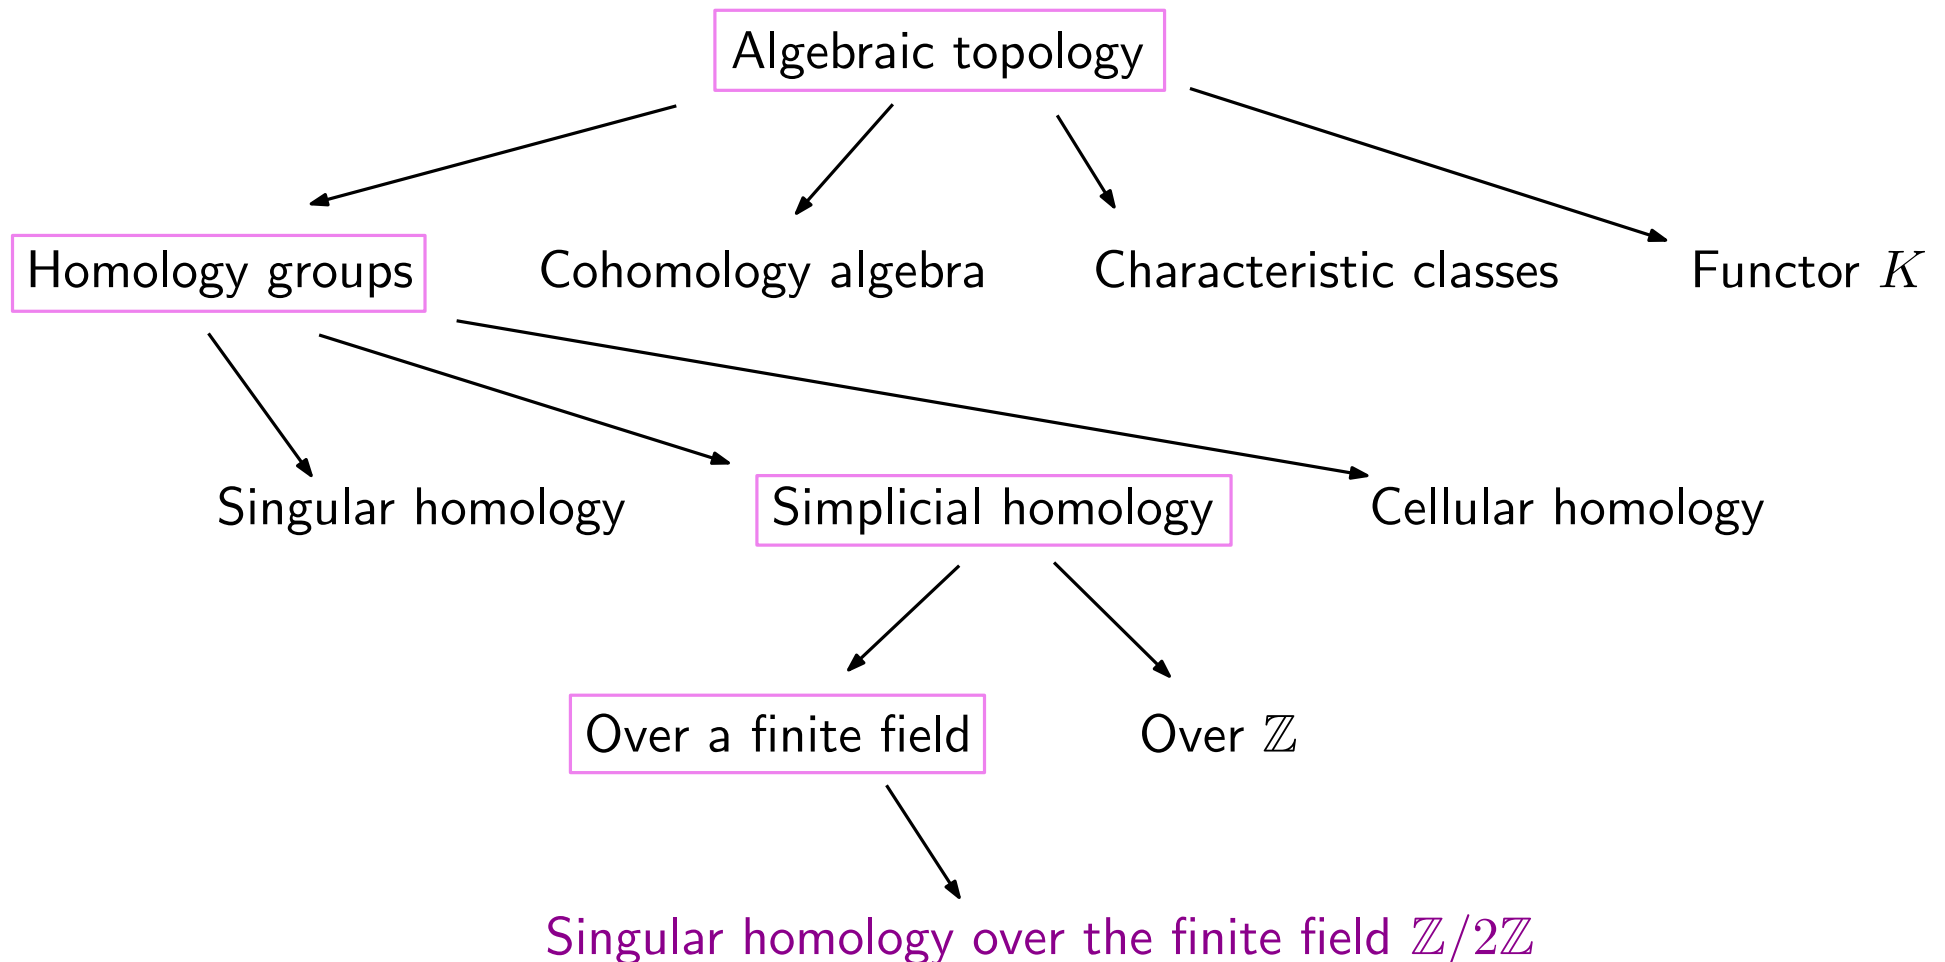 Algebraic topology
Homology groups
Cohomology algebra
Characteristic classes
Functor K
Singular homology
Simplicial homology
Cellular homology
Over a finite field
Over ℤ
Singular homology over the finite field ℤ/2ℤ